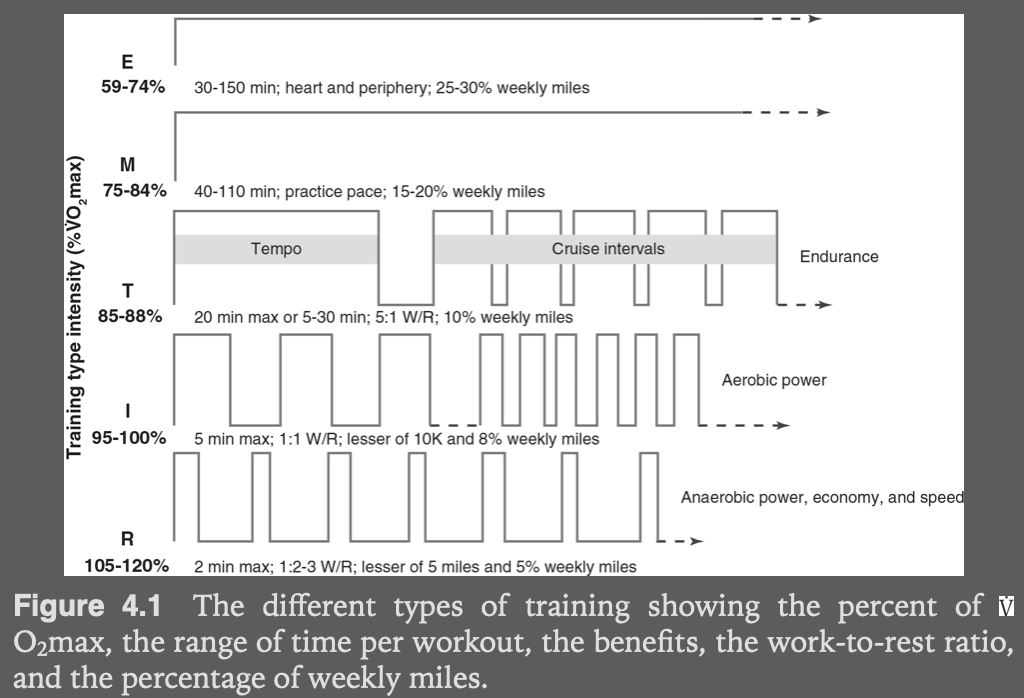 Training type intensity (%V̇O₂max)
E
59-74%
30-150 min; heart and periphery; 25-30% weekly miles
M
75-84%
40-110 min; practice pace; 15-20% weekly miles
Tempo
Cruise intervals
Endurance
T
85-88%
20 min max or 5-30 min; 5:1 W/R; 10% weekly miles
Aerobic power
I
95-100%
5 min max; 1:1 W/R; lesser of 10K and 8% weekly miles
Anaerobic power, economy, and speed
R
105-120%
2 min max; 1:2-3 W/R; lesser of 5 miles and 5% weekly miles
Figure 4.1 The different types of training showing the percent of V̇
O₂max, the range of time per workout, the benefits, the work-to-rest ratio,
and the percentage of weekly miles.